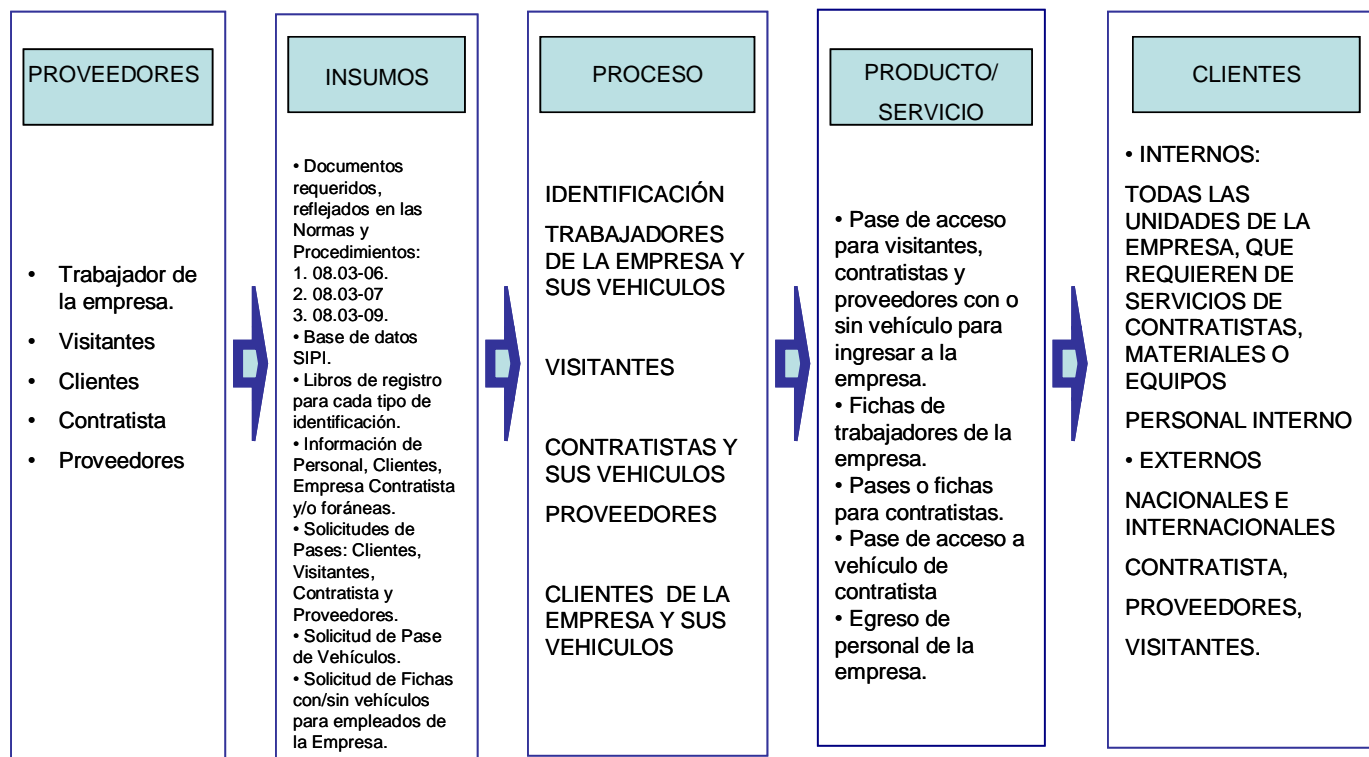 PROVEEDORES
• Trabajador de
la empresa.
• Visitantes
• Clientes
• Contratista
• Proveedores
INSUMOS
• Documentos
requeridos,
reflejados en las
Normas y
Procedimientos:
1. 08.03-06.
2. 08.03-07
3. 08.03-09.
• Base de datos
SIPI.
• Libros de registro
para cada tipo de
identificación.
• Información de
Personal, Clientes,
Empresa Contratista
y/o foráneas.
• Solicitudes de
Pases: Clientes,
Visitantes,
Contratista y
Proveedores.
• Solicitud de Pase
de Vehículos.
• Solicitud de Fichas
con/sin vehículos
para empleados de
la Empresa.
PROCESO
IDENTIFICACIÓN
TRABAJADORES
DE LA EMPRESA Y
SUS VEHICULOS
VISITANTES
CONTRATISTAS Y
SUS VEHICULOS
PROVEEDORES
CLIENTES DE LA
EMPRESA Y SUS
VEHICULOS
PRODUCTO/
SERVICIO
• Pase de acceso
para visitantes,
contratistas y
proveedores con o
sin vehículo para
ingresar a la
empresa.
• Fichas de
trabajadores de la
empresa.
• Pases o fichas
para contratistas.
• Pase de acceso a
vehículo de
contratista
• Egreso de
personal de la
empresa.
CLIENTES
• INTERNOS:
TODAS LAS
UNIDADES DE LA
EMPRESA, QUE
REQUIEREN DE
SERVICIOS DE
CONTRATISTAS,
MATERIALES O
EQUIPOS
PERSONAL INTERNO
• EXTERNOS
NACIONALES E
INTERNACIONALES
CONTRATISTA,
PROVEEDORES,
VISITANTES.